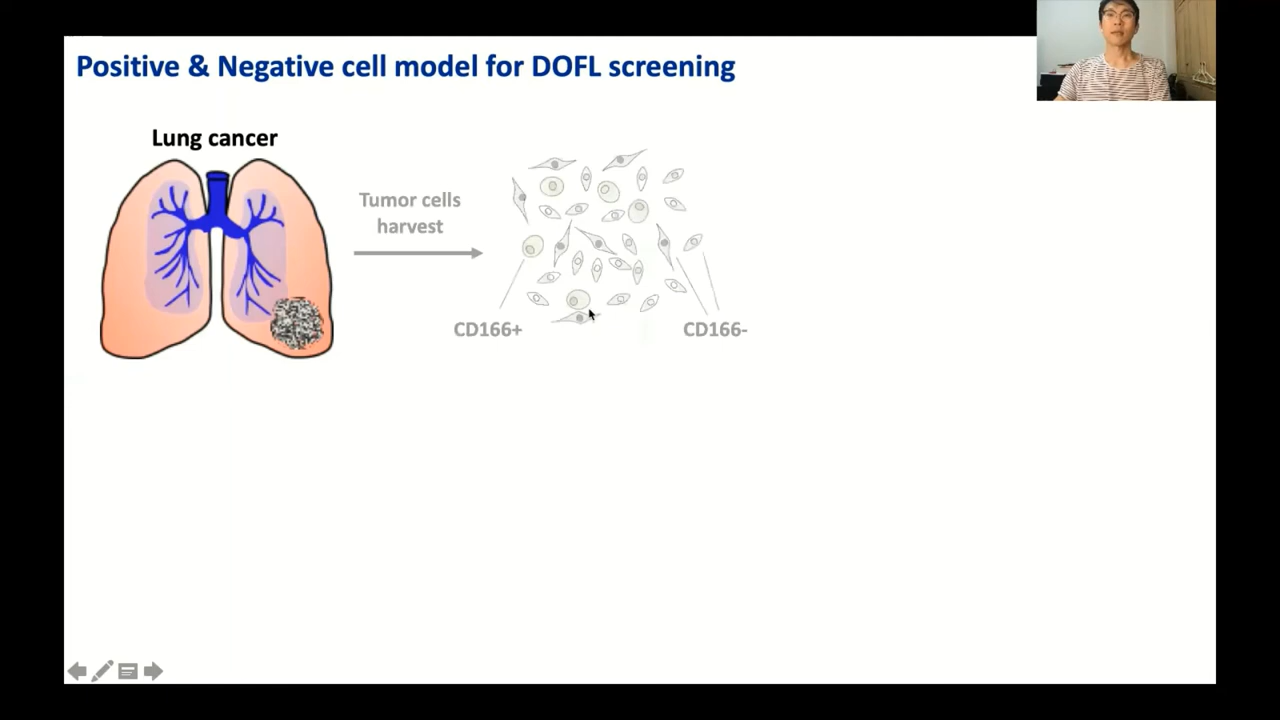 Positive & Negative cell model for DOFL screening
Lung cancer
Tumor cells
harvest
CD166+
CD166-